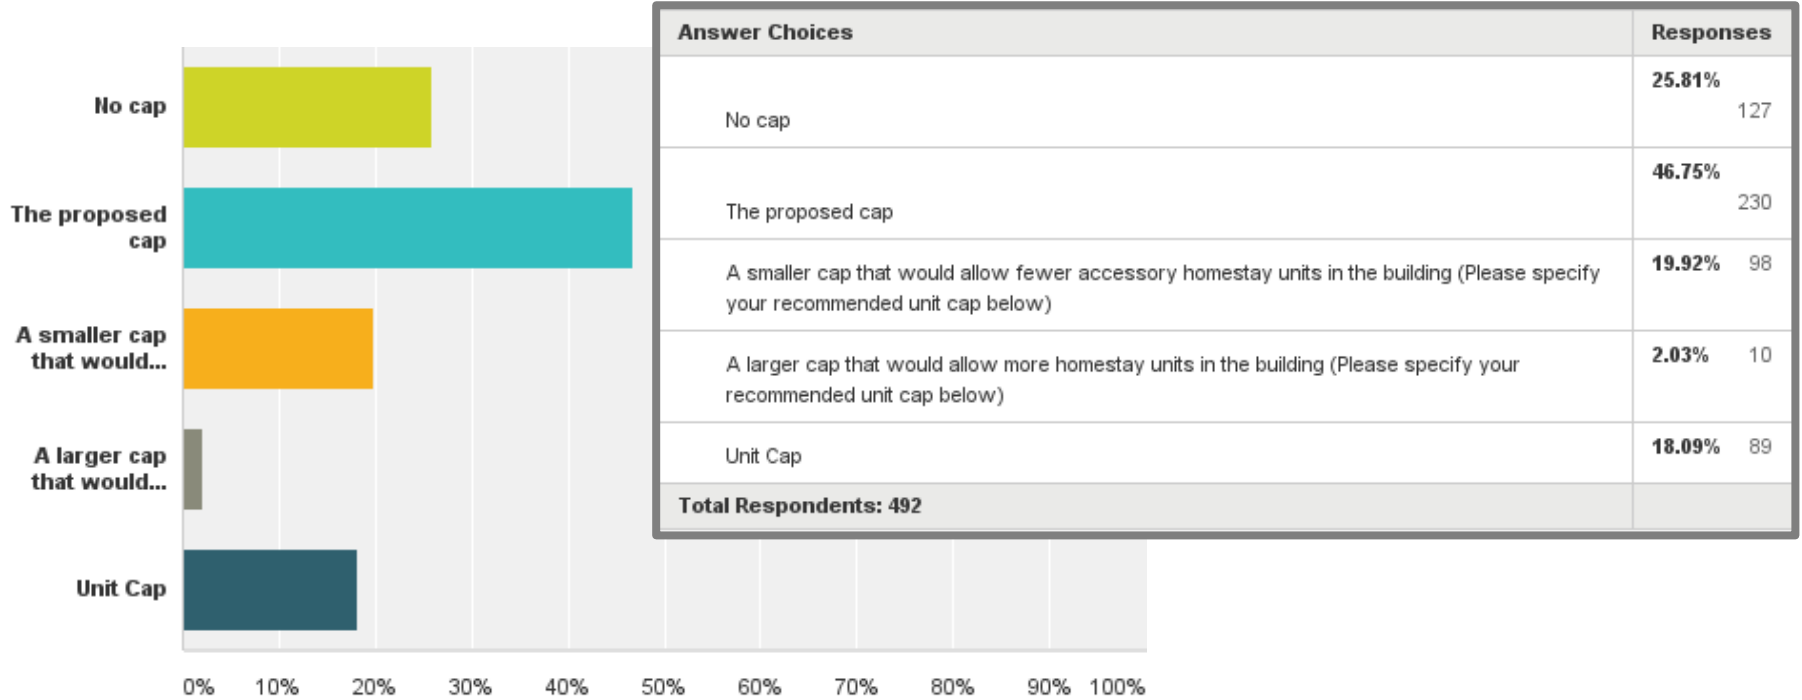 No cap
The proposed
cap
A smaller cap
that would...
A larger cap
that would...
Unit Cap
0% 10% 20% 30% 40% 50% 60% 70% 80% 90% 100%
Answer Choices Responses
25.81%
127
No cap
46.75%
230
The proposed cap
A smaller cap that would allow fewer accessory homestay units in the building (Please specify 19.92% 98
your recommended unit cap below)
A larger cap that would allow more homestay units in the building (Please specify your 2.03% 10
recommended unit cap below)
Unit Cap 18.09% 89
Total Respondents: 492